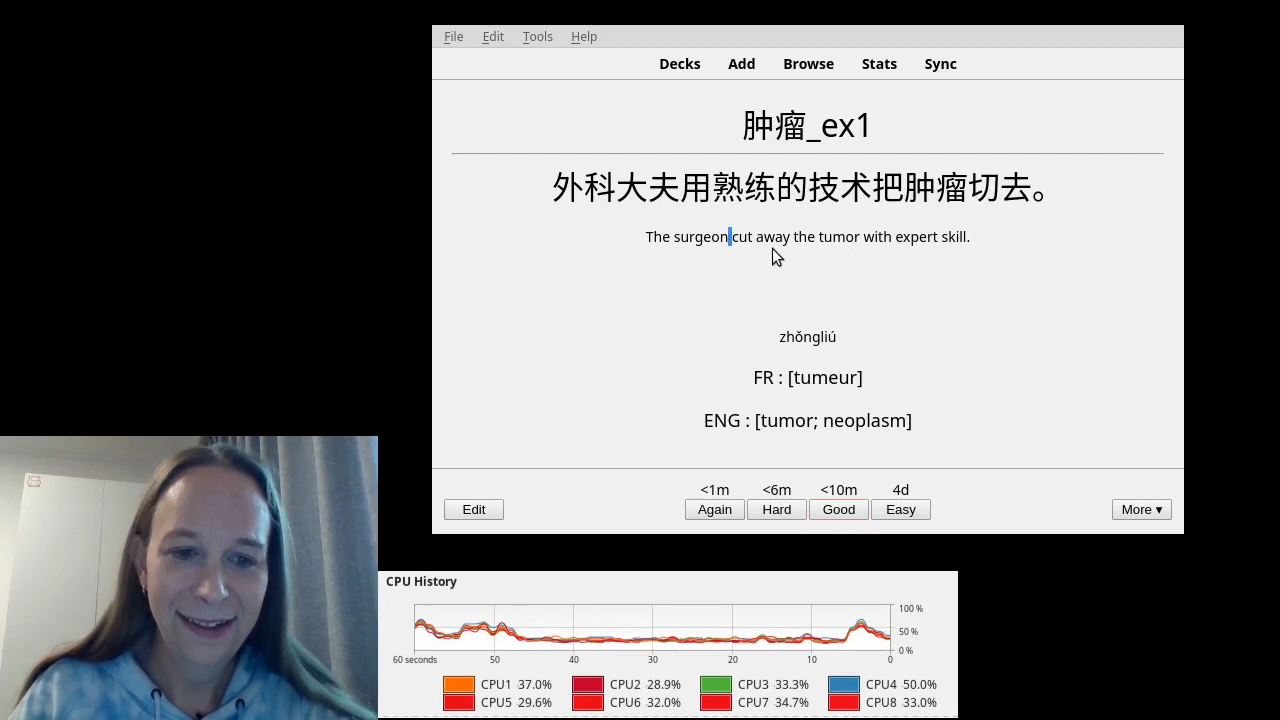 File Edit Tools Help
Decks Add Browse Stats Sync
肿瘤_ex1
外科大夫用熟练的技术把肿瘤切去。
The surgeon cut away the tumor with expert skill.
zhǒngliú
FR : [tumeur]
ENG : [tumor; neoplasm]
<1m <6m <10m 4d
Edit Again Hard Good Easy More ▾
CPU History
100 %
50 %
0 %
60 seconds 50 40 30 20 10 0
CPU1 37.0% CPU2 28.9% CPU3 33.3% CPU4 50.0%
CPU5 29.6% CPU6 32.0% CPU7 34.7% CPU8 33.0%